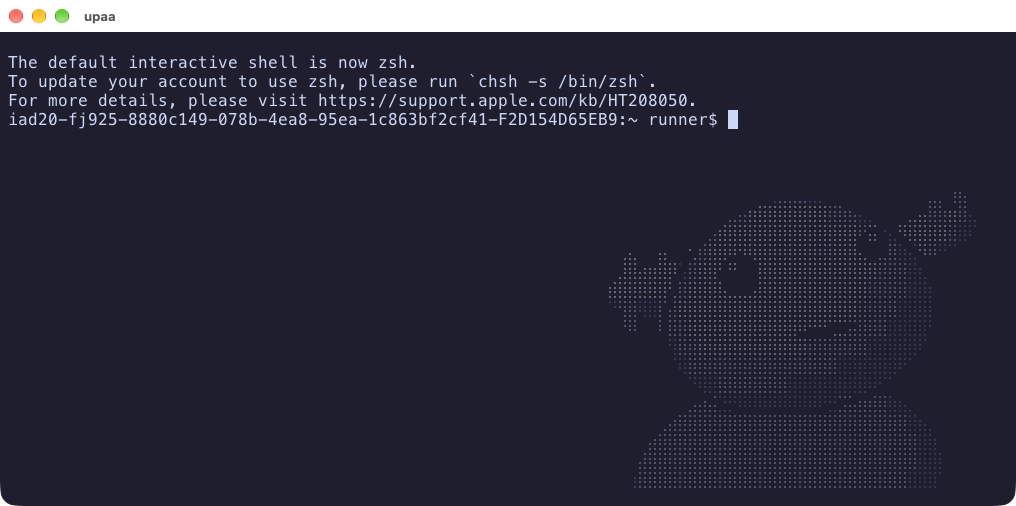 upaa
The default interactive shell is now zsh.
To update your account to use zsh, please run `chsh -s /bin/zsh`.
For more details, please visit https://support.apple.com/kb/HT208050.
iad20-fj925-8880c149-078b-4ea8-95ea-1c863bf2cf41-F2D154D65EB9:~ runner$